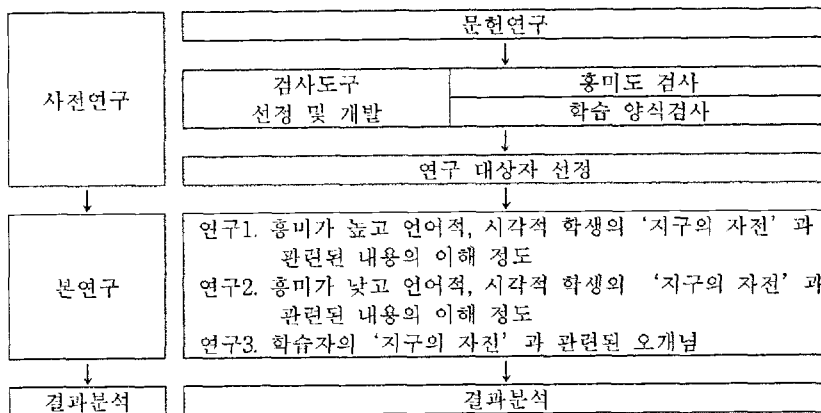 문헌연구
사전연구
검사도구
선정 및 개발
흥미도 검사
학습 양식검사
연구 대상자 선정
본연구
연구1. 흥미가 높고 언어적, 시각적 학생의 ‘지구의 자전’ 과
관련된 내용의 이해 정도
연구2. 흥미가 낮고 언어적, 시각적 학생의 ‘지구의 자전’ 과
관련된 내용의 이해 정도
연구3. 학습자의 ‘지구의 자전’ 과 관련된 오개념
결과분석
결과분석